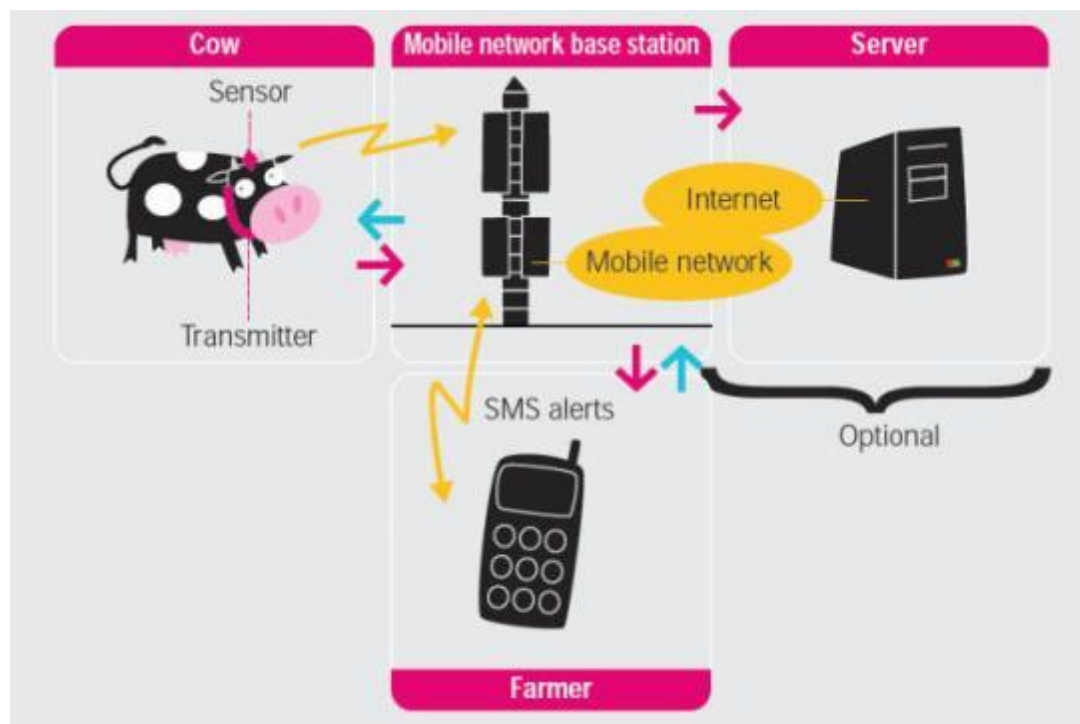 Cow
Mobile network base station
Server
Sensor
Internet
Mobile network
Transmitter
SMS alerts
Optional
Farmer